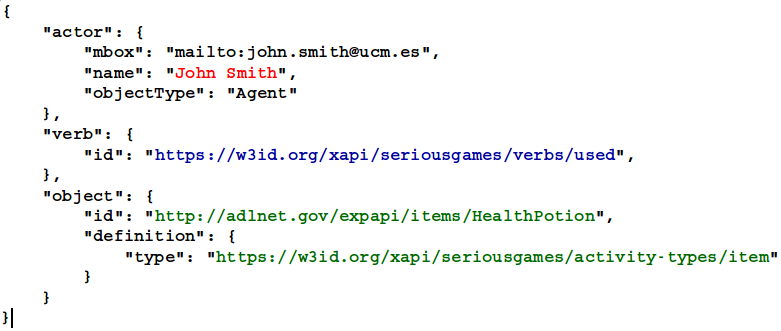 {
    "actor": {
        "mbox": "mailto:john.smith@ucm.es",
        "name": "John Smith",
        "objectType": "Agent"
    },
    "verb": {
        "id": "https://w3id.org/xapi/seriousgames/verbs/used",
    },
    "object": {
        "id": "http://adlnet.gov/expapi/items/HealthPotion",
        "definition": {
            "type": "https://w3id.org/xapi/seriousgames/activity-types/item"
        }
    }
}